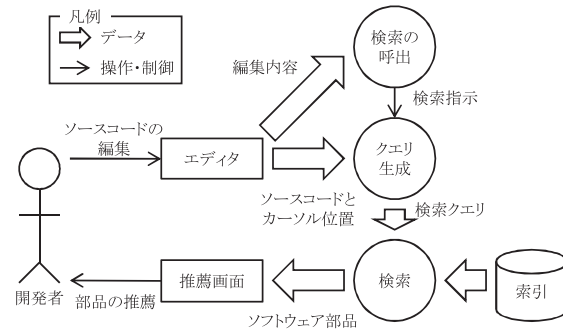 凡例
データ
操作・制御
検索の
呼出
編集内容
検索指示
ソースコードの
編集
エディタ
クエリ
生成
ソースコードと
カーソル位置
検索クエリ
開発者
部品の推薦
推薦画面
ソフトウェア部品
検索
索引